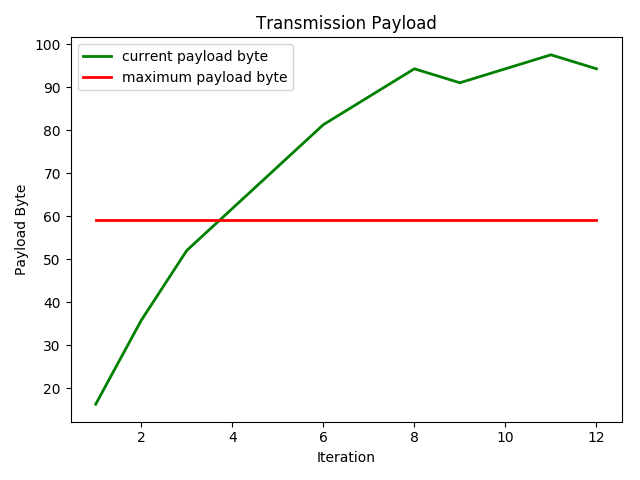 Transmission Payload
current payload byte
maximum payload byte
100
90
80
70
60
50
40
30
20
Payload Byte
2 4 6 8 10 12
Iteration